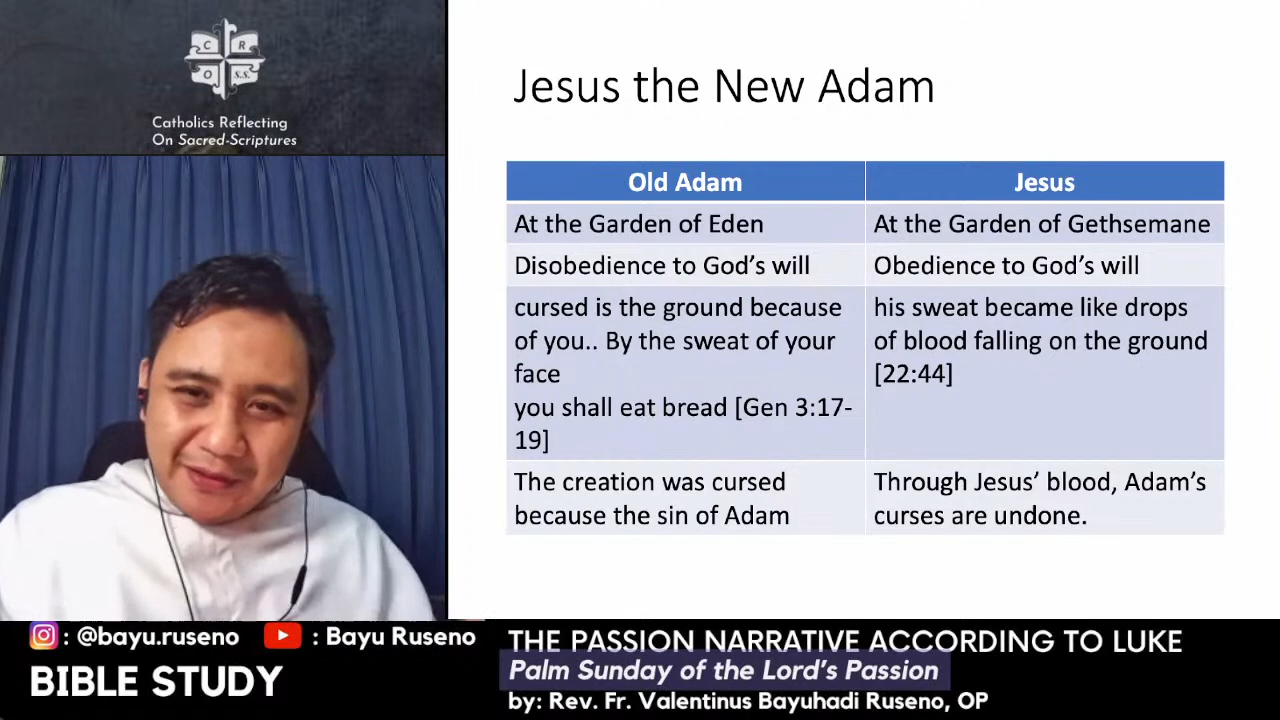 C R
O S.S.
Catholics Reflecting
On Sacred-Scriptures
Jesus the New Adam
Old Adam
Jesus
At the Garden of Eden
At the Garden of Gethsemane
Disobedience to God's will
Obedience to God's will
cursed is the ground because
of you.. By the sweat of your
face
you shall eat bread [Gen 3:17-
19]
his sweat became like drops
of blood falling on the ground
[22:44]
The creation was cursed
because the sin of Adam
Through Jesus' blood, Adam's
curses are undone.
: @bayu.ruseno
: Bayu Ruseno
BIBLE STUDY
THE PASSION NARRATIVE ACCORDING TO LUKE
Palm Sunday of the Lord's Passion
by: Rev. Fr. Valentinus Bayuhadi Ruseno, OP